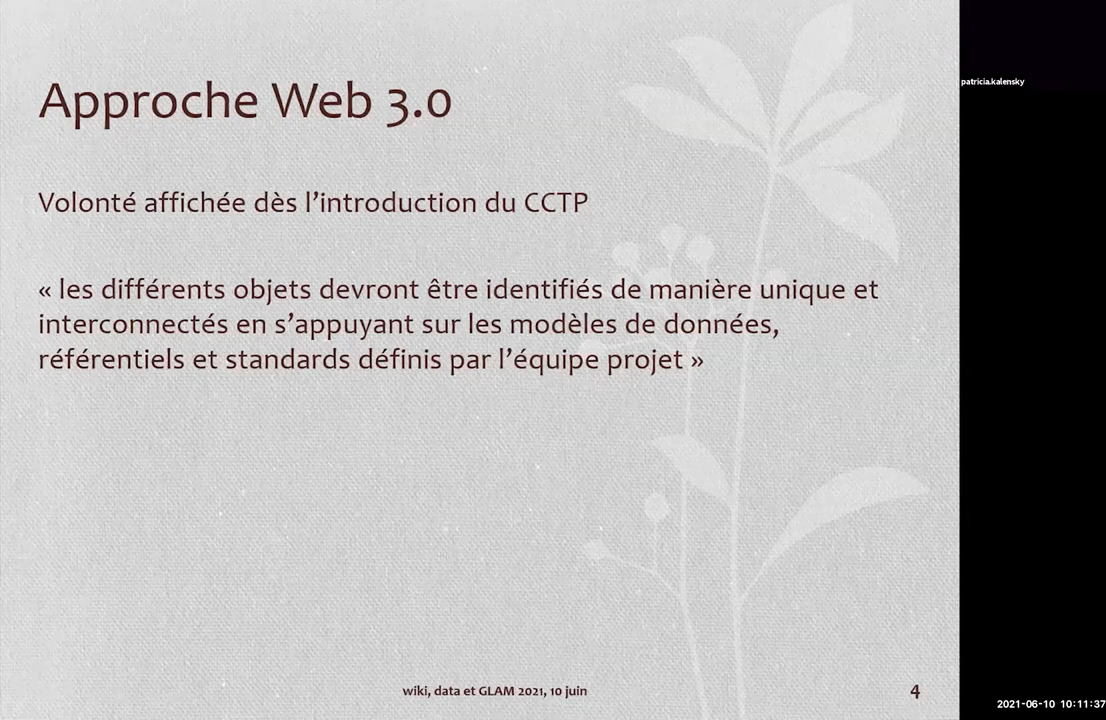 Approche Web 3.0
patricia.kalensky
Volonté affichée dès l’introduction du CCTP
« les différents objets devront être identifiés de manière unique et
interconnectés en s’appuyant sur les modèles de données,
référentiels et standards définis par l’équipe projet »
wiki, data et GLAM 2021, 10 juin
4
2021-06-10 10:11:37